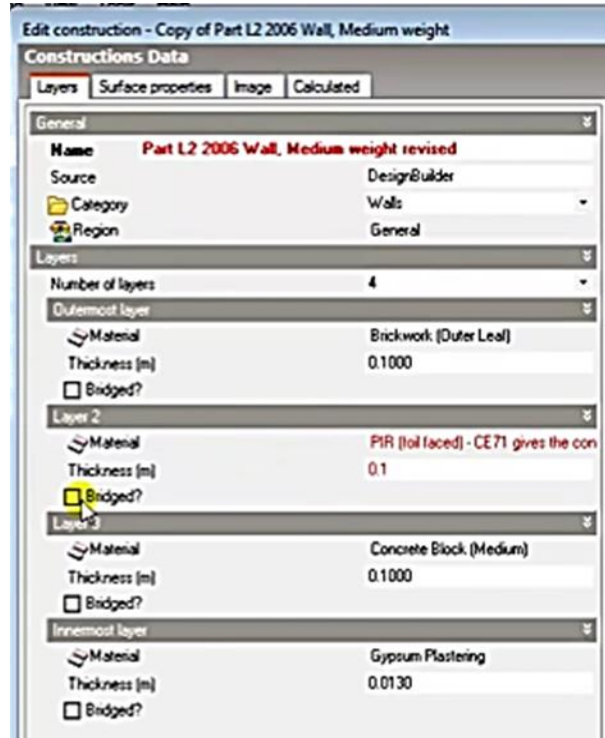 Edit construction - Copy of Part L2 2006 Wall, Medium weight
Constructions Data
Layers Surface properties Image Calculated
General
Name Part L2 2006 Wall, Medium weight revised
Source DesignBuilder
Category Walls
Region General
Layers
Number of layers 4
Outermost layer
Material Brickwork (Outer Leaf)
Thickness (m) 0.1000
Bridged?
Layer 2
Material PIR (foil faced) - CE71 gives the con
Thickness (m) 0.1
Bridged?
Layer 3
Material Concrete Block (Medium)
Thickness (m) 0.1000
Bridged?
Innermost layer
Material Gypsum Plastering
Thickness (m) 0.0130
Bridged?